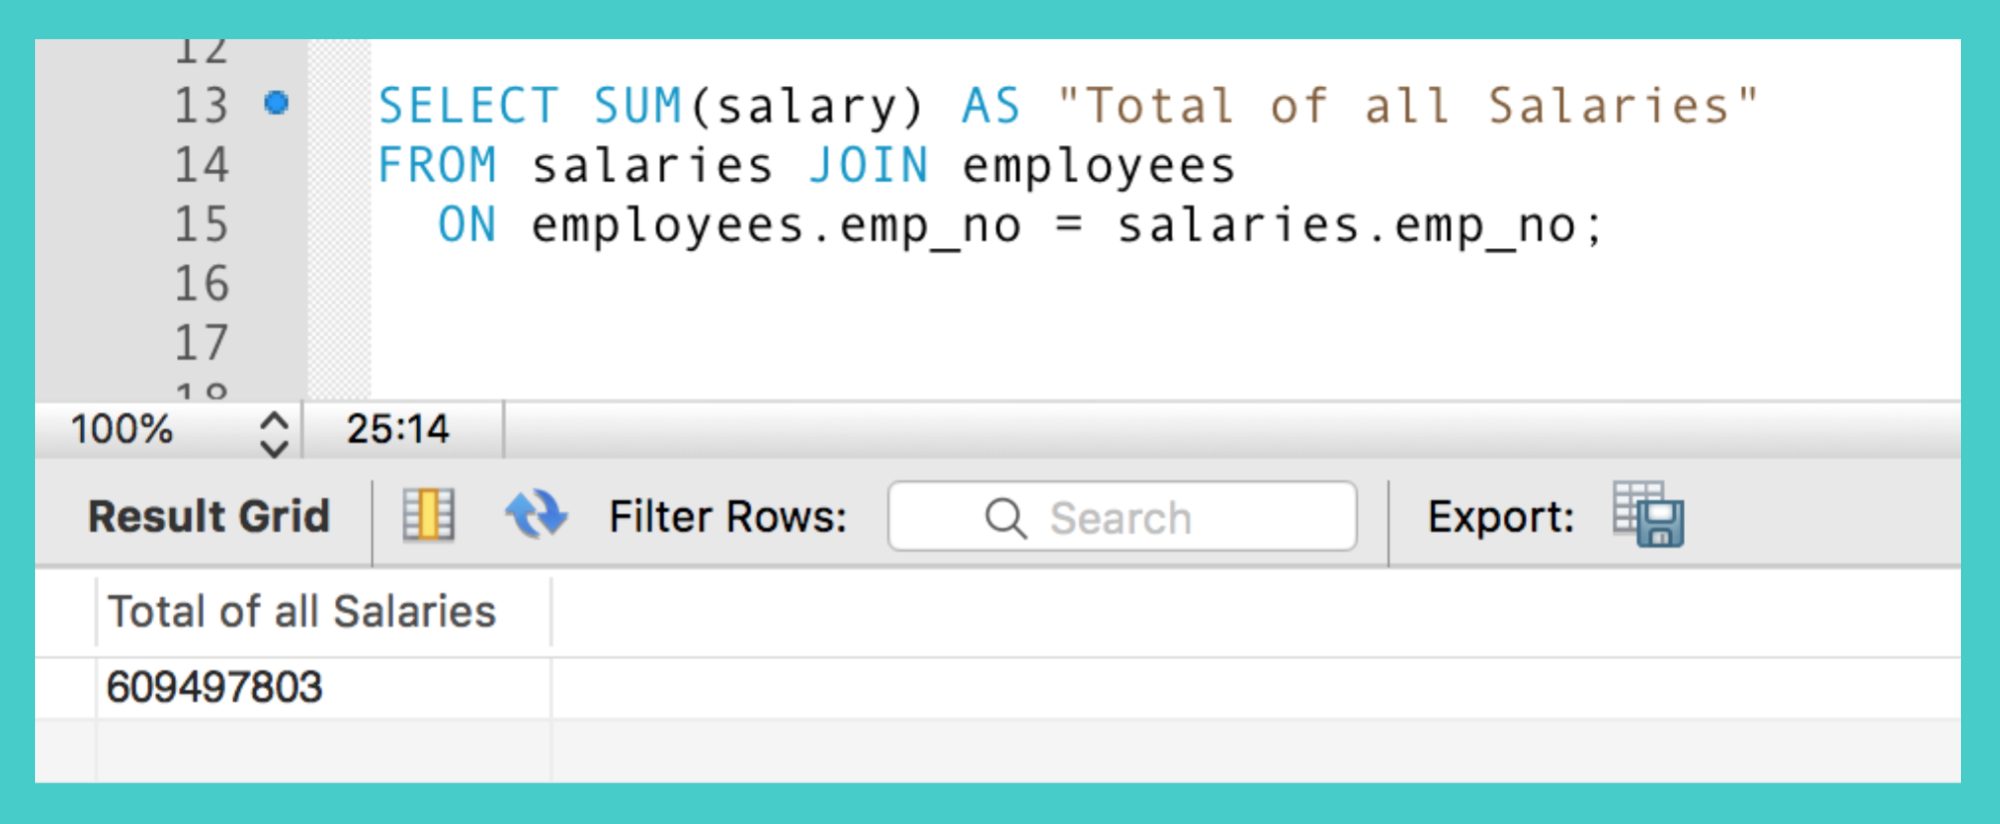 12
13 SELECT SUM(salary) AS "Total of all Salaries"
14 FROM salaries JOIN employees
15 ON employees.emp_no = salaries.emp_no;
16
17
18
100% 25:14
Result Grid Filter Rows: Search Export:
Total of all Salaries
609497803